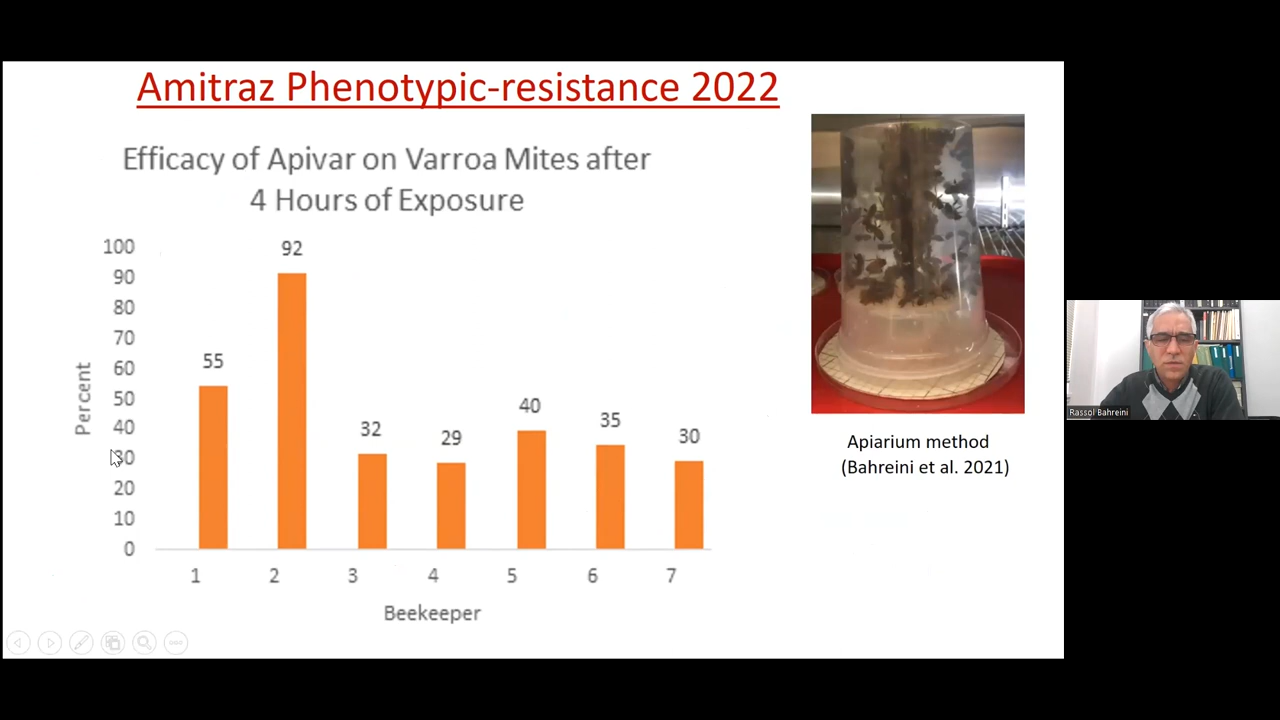 Amitraz Phenotypic-resistance 2022
Efficacy of Apivar on Varroa Mites after
4 Hours of Exposure
Percent
100
90
80
70
60
50
40
30
20
10
0
55
92
32
29
40
35
30
1 2 3 4 5 6 7
Beekeeper
Apiarium method
(Bahreini et al. 2021)
Rassol Bahreini